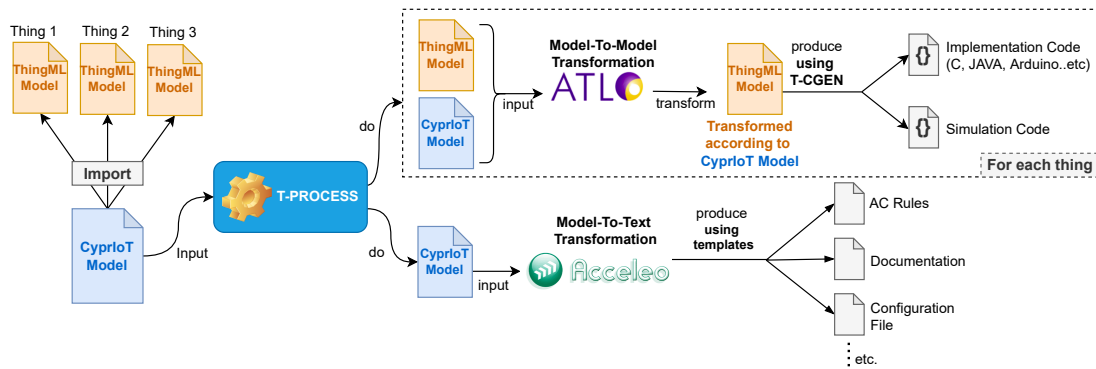 Thing 1
Thing 2
Thing 3
ThingML
Model
ThingML
Model
ThingML
Model
Import
CyprIoT
Model
Input
T-PROCESS
do
do
ThingML
Model
CyprIoT
Model
input
Model-To-Model
Transformation
ATL
transform
ThingML
Model
Transformed
according to
CyprIoT Model
produce
using
T-CGEN
{}
Implementation Code
(C, JAVA, Arduino..etc)
{}
Simulation Code
For each thing
CyprIoT
Model
input
Model-To-Text
Transformation
Acceleo
produce
using
templates
AC Rules
Documentation
Configuration
File
etc.